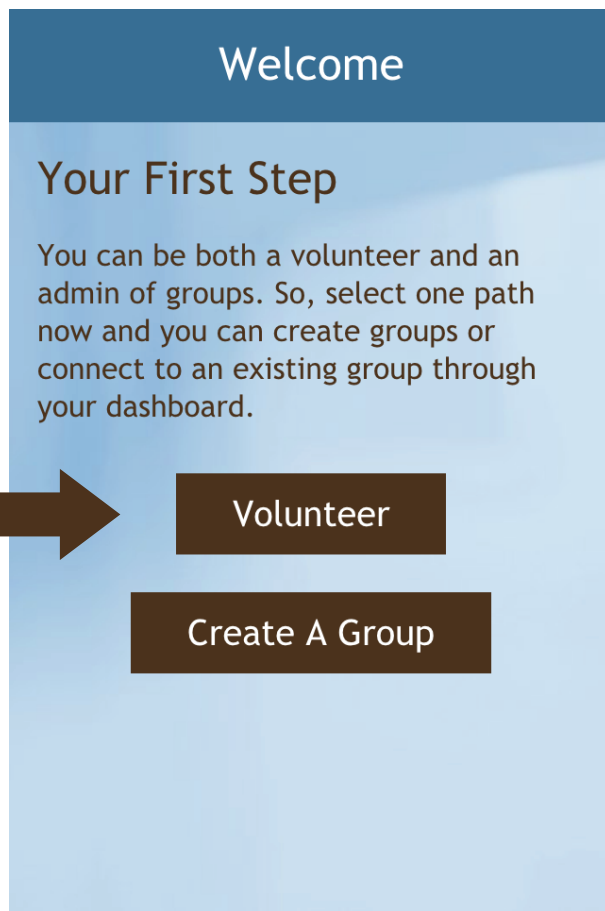 Welcome
Your First Step
You can be both a volunteer and an
admin of groups. So, select one path
now and you can create groups or
connect to an existing group through
your dashboard.
Volunteer
Create A Group